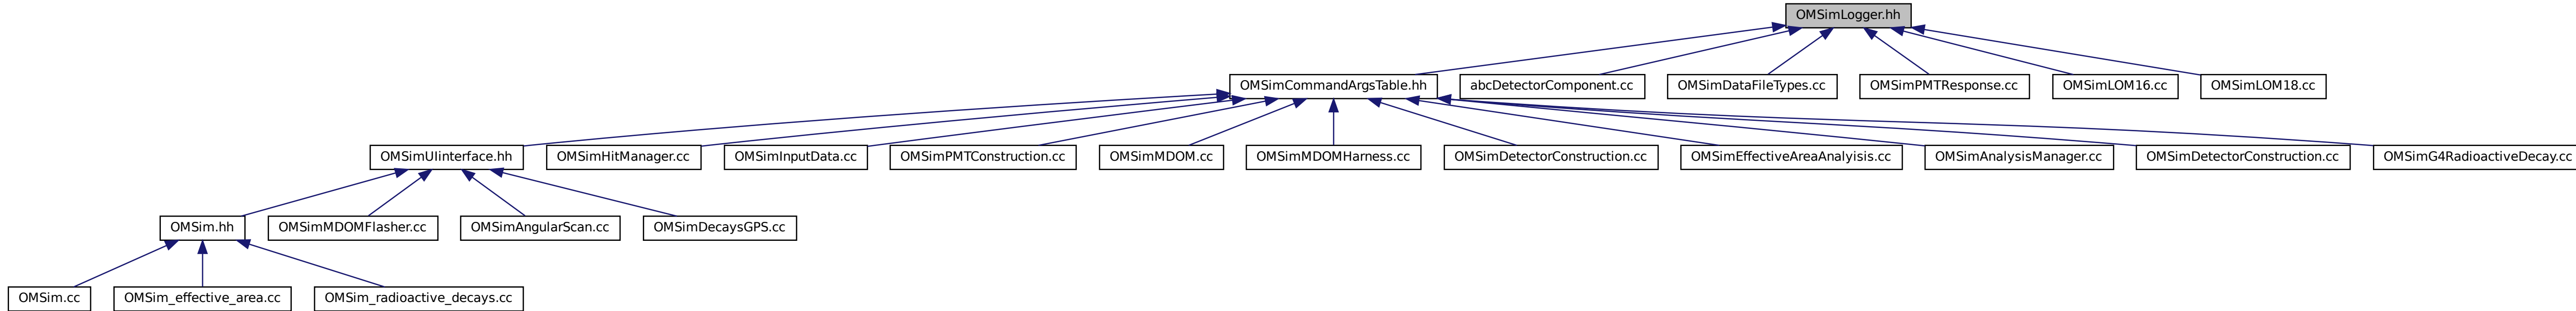 OMSimLogger.hh
OMSimCommandArgsTable.hh
abcDetectorComponent.cc
OMSimDataFileTypes.cc
OMSimPMTResponse.cc
OMSimLOM16.cc
OMSimLOM18.cc
OMSimUIinterface.hh
OMSimHitManager.cc
OMSimInputData.cc
OMSimPMTConstruction.cc
OMSimMDOM.cc
OMSimMDOMHarness.cc
OMSimDetectorConstruction.cc
OMSimEffectiveAreaAnalyisis.cc
OMSimAnalysisManager.cc
OMSimDetectorConstruction.cc
OMSimG4RadioactiveDecay.cc
OMSim.hh
OMSimMDOMFlasher.cc
OMSimAngularScan.cc
OMSimDecaysGPS.cc
OMSim.cc
OMSim_effective_area.cc
OMSim_radioactive_decays.cc